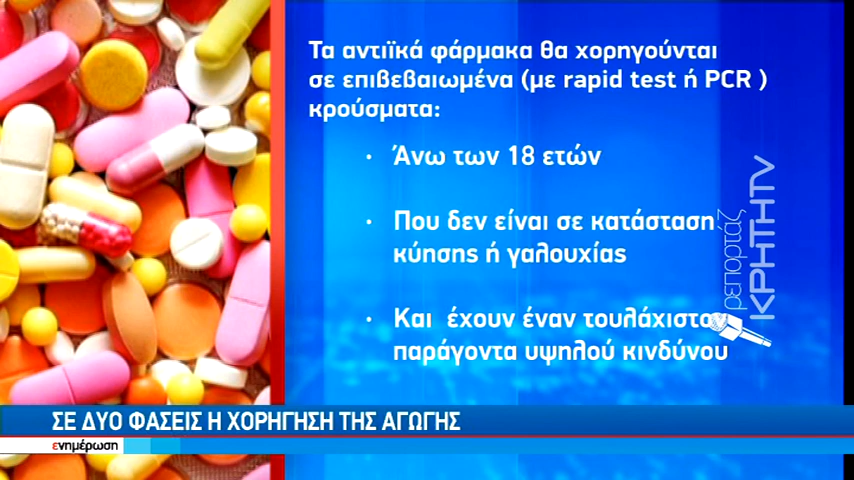 Τα αντιϊκά φάρμακα θα χορηγούνται
σε επιβεβαιωμένα (με rapid test ή PCR )
κρούσματα:
· Άνω των 18 ετών
· Που δεν είναι σε κατάσταση
κύησης ή γαλουχίας
· Και έχουν έναν τουλάχιστον
παράγοντα υψηλού κινδύνου
ρεπορτάζ
ΚΡΗΤΗTV
ΣΕ ΔΥΟ ΦΑΣΕΙΣ Η ΧΟΡΗΓΗΣΗ ΤΗΣ ΑΓΩΓΗΣ
ενημέρωση